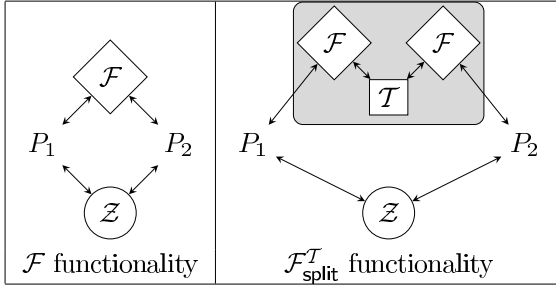 F
P₁ P₂
Z
F functionality
F F
T
P₁ P₂
Z
F^T_split functionality